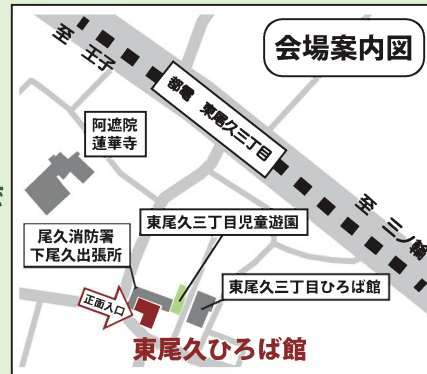 会場案内図
至 王子
都電 東尾久三丁目
至 三ノ輪
阿遮院
蓮華寺
尾久消防署
下尾久出張所
東尾久三丁目児童遊園
東尾久三丁目ひろば館
正面入口
東尾久ひろば館